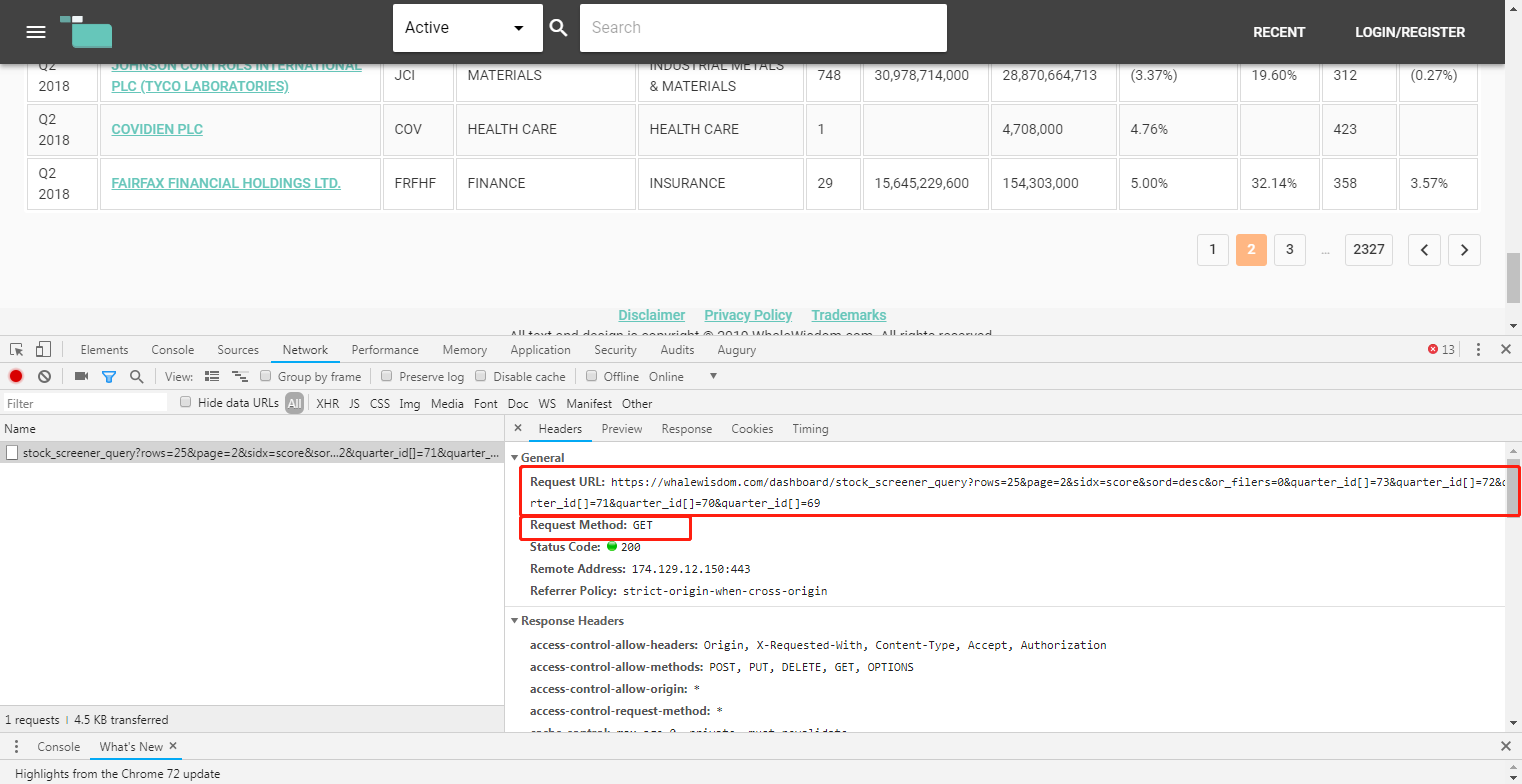 Active Search RECENT LOGIN/REGISTER
Q2 2018 JOHNSON CONTROLS INTERNATIONAL PLC (TYCO LABORATORIES) JCI MATERIALS INDUSTRIAL METALS & MATERIALS 748 30,978,714,000 28,870,664,713 (3.37%) 19.60% 312 (0.27%)
Q2 2018 COVIDIEN PLC COV HEALTH CARE HEALTH CARE 1 4,708,000 4.76% 423
Q2 2018 FAIRFAX FINANCIAL HOLDINGS LTD. FRFHF FINANCE INSURANCE 29 15,645,229,600 154,303,000 5.00% 32.14% 358 3.57%
1 2 3 ... 2327
Disclaimer Privacy Policy Trademarks
All text and design is copyright © 2019 WhaleWisdom.com. All rights reserved.
Elements Console Sources Network Performance Memory Application Security Audits Augury 13
View: Group by frame Preserve log Disable cache Offline Online
Filter Hide data URLs All XHR JS CSS Img Media Font Doc WS Manifest Other
Name
stock_screener_query?rows=25&page=2&sidx=score&sor...2&quarter_id[]=71&quarter_...
1 requests 4.5 KB transferred
Headers Preview Response Cookies Timing
General
Request URL: https://whalewisdom.com/dashboard/stock_screener_query?rows=25&page=2&sidx=score&sord=desc&or_filers=0&quarter_id[]=73&quarter_id[]=72&
rter_id[]=71&quarter_id[]=70&quarter_id[]=69
Request Method: GET
Status Code: 200
Remote Address: 174.129.12.150:443
Referrer Policy: strict-origin-when-cross-origin
Response Headers
access-control-allow-headers: Origin, X-Requested-With, Content-Type, Accept, Authorization
access-control-allow-methods: POST, PUT, DELETE, GET, OPTIONS
access-control-allow-origin: *
access-control-request-method: *
cache-control: max-age=0, private, must-revalidate
Console What's New
Highlights from the Chrome 72 update